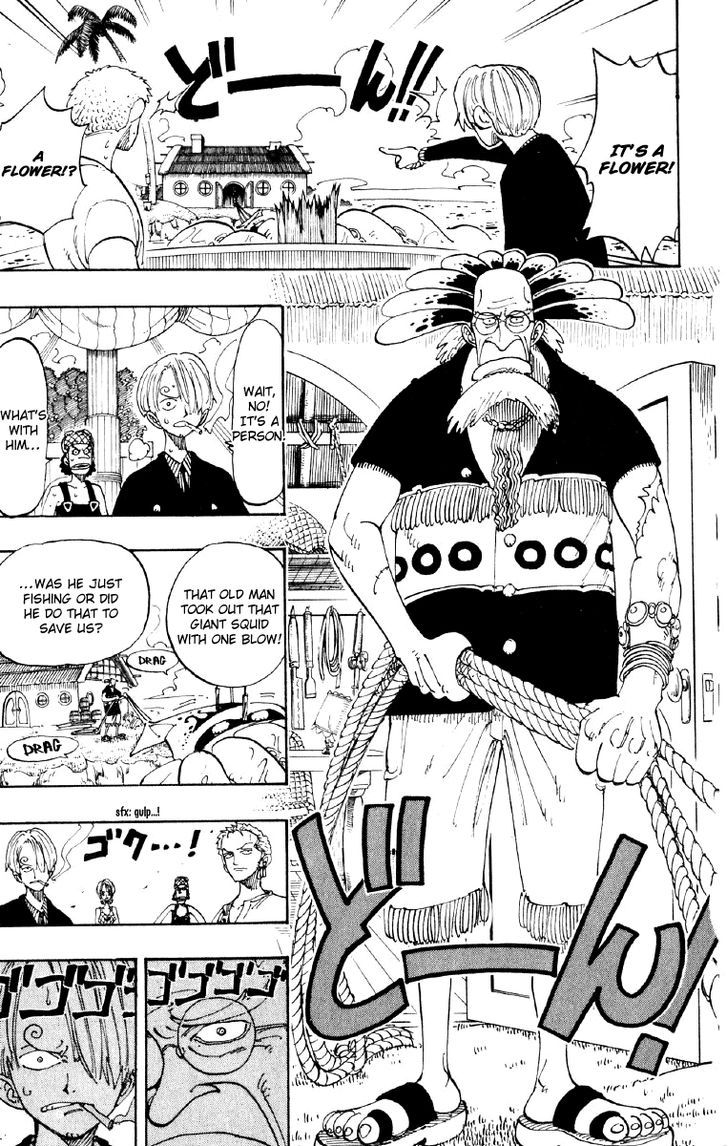 IT'S A
FLOWER!
どーん!!
A
FLOWER!?
WAIT,
NO!
IT'S A
PERSON!
WHAT'S
WITH
HIM...
どーん!
THAT OLD MAN
TOOK OUT THAT
GIANT SQUID
WITH ONE BLOW!
...WAS HE JUST
FISHING OR DID
HE DO THAT TO
SAVE US?
DRAG
DRAG
sfx: gulp...!
ゴク…!
ゴゴゴゴゴ
ゴゴゴ